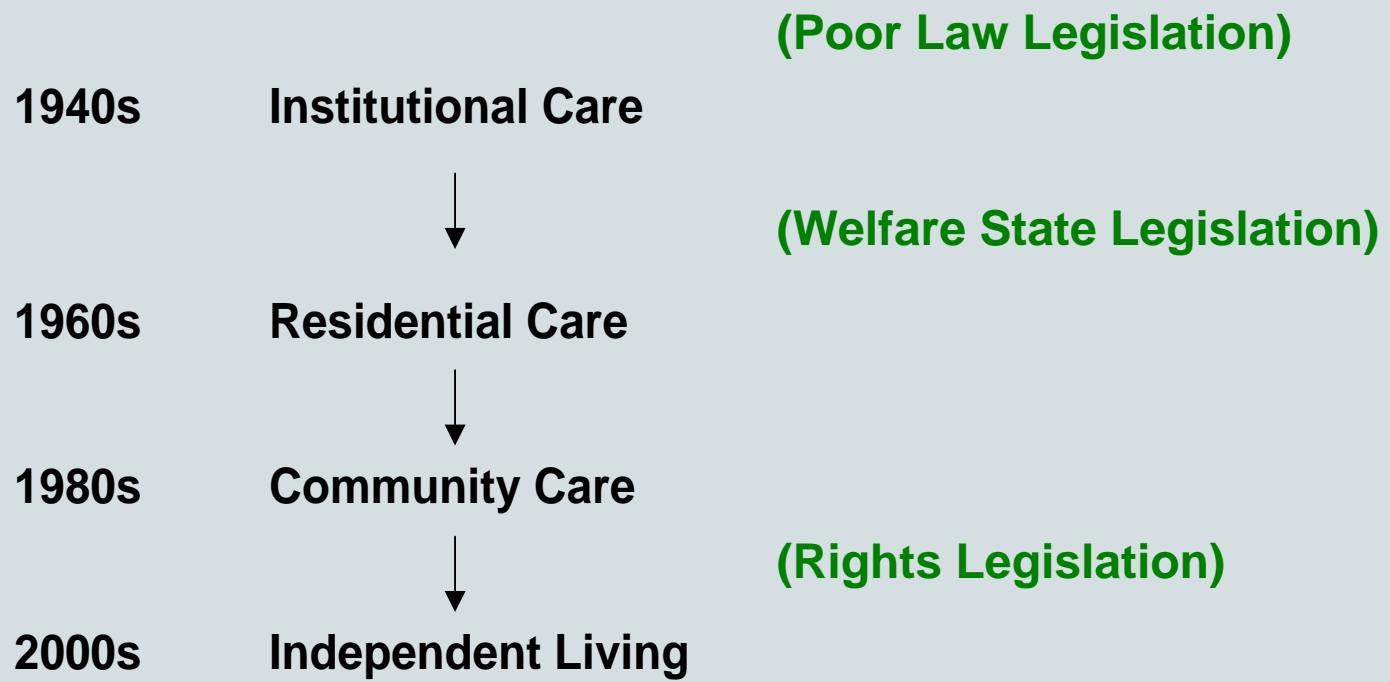 (Poor Law Legislation)
1940s Institutional Care
(Welfare State Legislation)
1960s Residential Care
1980s Community Care
(Rights Legislation)
2000s Independent Living